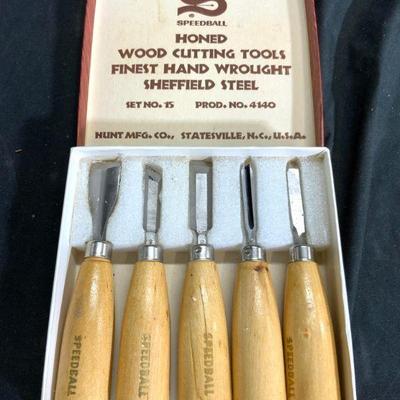 SPEEDBALL
HONED
WOOD CUTTING TOOLS
FINEST HAND WROUGHT
SHEFFIELD STEEL
SET NO. 15 PROD. NO. 4140
HUNT MFG. CO., STATESVILLE, N.C., U.S.A.
SPEEDBALL
SPEEDBALL
SPEEDBALL
SPEEDBALL
SPEEDBALL